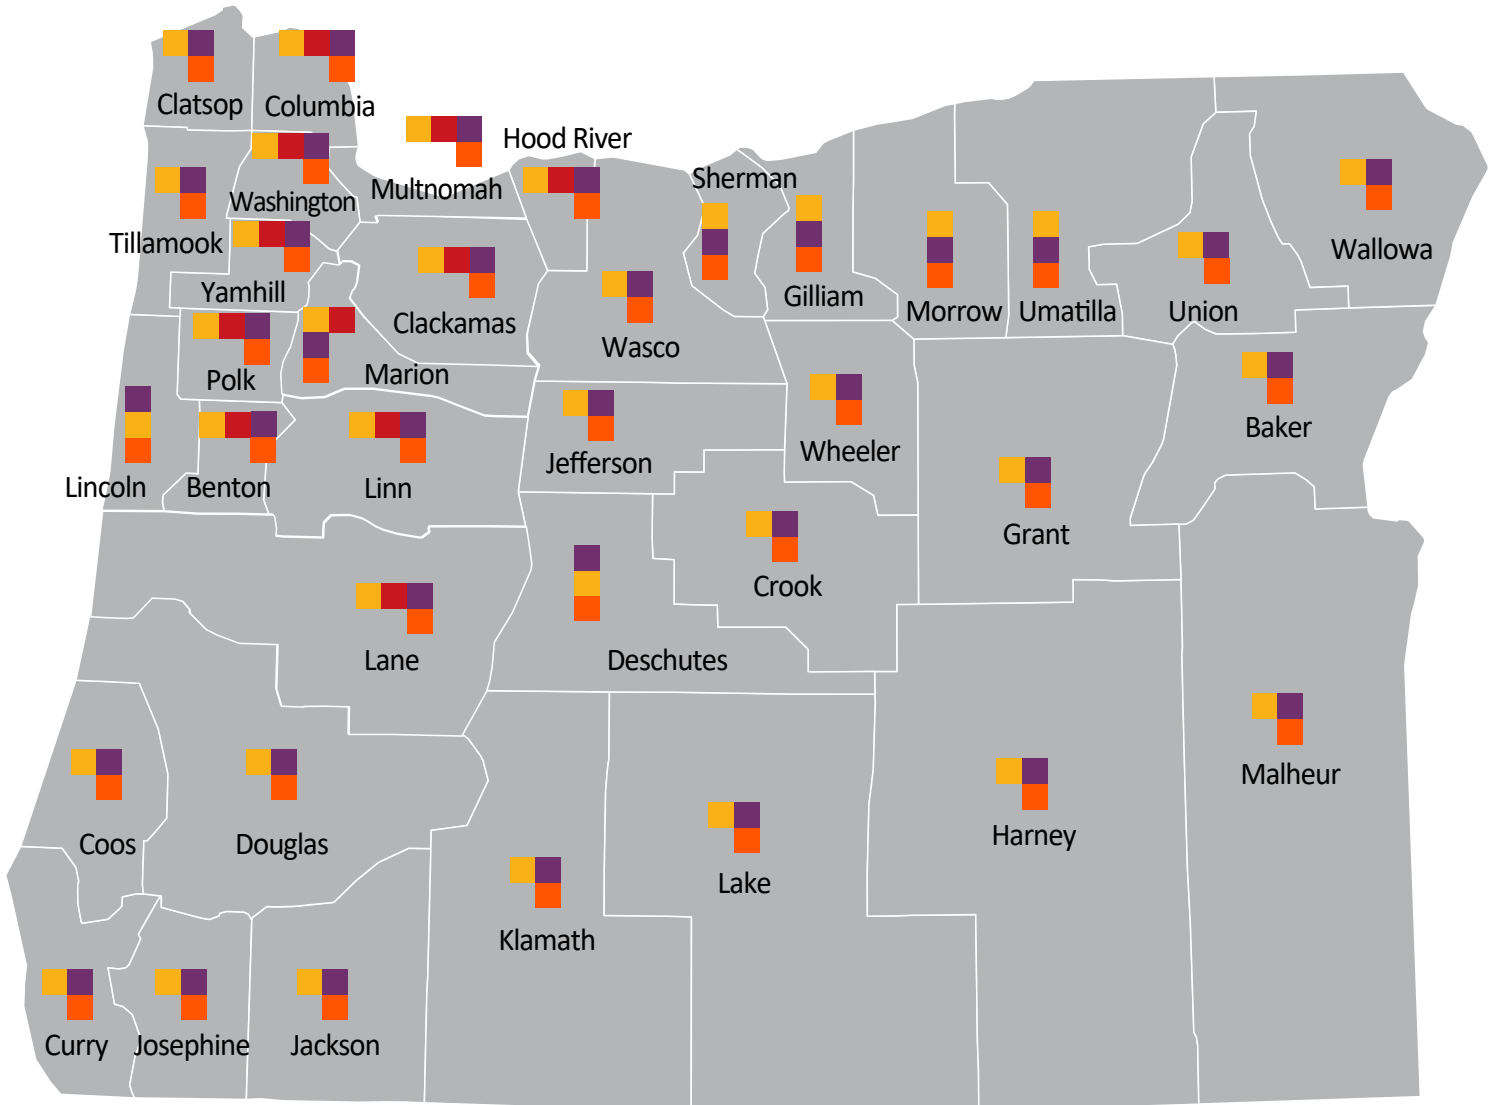 Clatsop
Columbia
Hood River
Multnomah
Sherman
Washington
Tillamook
Wallowa
Yamhill
Gilliam
Morrow
Umatilla
Union
Clackamas
Wasco
Polk
Marion
Baker
Wheeler
Jefferson
Lincoln
Benton
Linn
Grant
Crook
Lane
Deschutes
Malheur
Harney
Coos
Douglas
Lake
Klamath
Curry
Josephine
Jackson